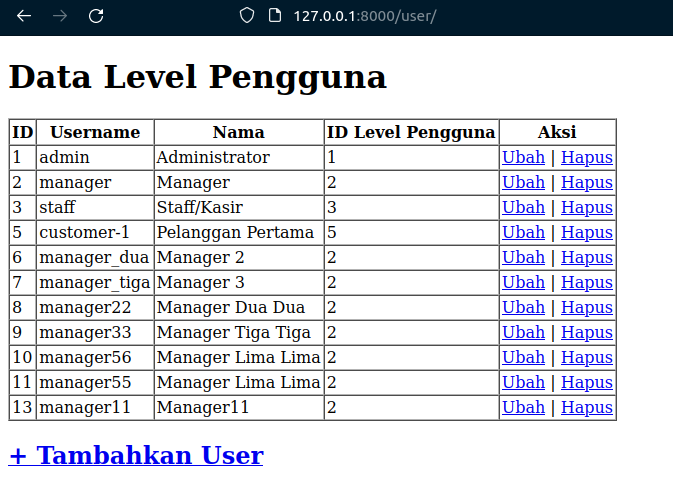 127.0.0.1:8000/user/
Data Level Pengguna
ID Username Nama ID Level Pengguna Aksi
1 admin Administrator 1 Ubah | Hapus
2 manager Manager 2 Ubah | Hapus
3 staff Staff/Kasir 3 Ubah | Hapus
5 customer-1 Pelanggan Pertama 5 Ubah | Hapus
6 manager_dua Manager 2 2 Ubah | Hapus
7 manager_tiga Manager 3 2 Ubah | Hapus
8 manager22 Manager Dua Dua 2 Ubah | Hapus
9 manager33 Manager Tiga Tiga 2 Ubah | Hapus
10 manager56 Manager Lima Lima 2 Ubah | Hapus
11 manager55 Manager Lima Lima 2 Ubah | Hapus
13 manager11 Manager11 2 Ubah | Hapus
+ Tambahkan User